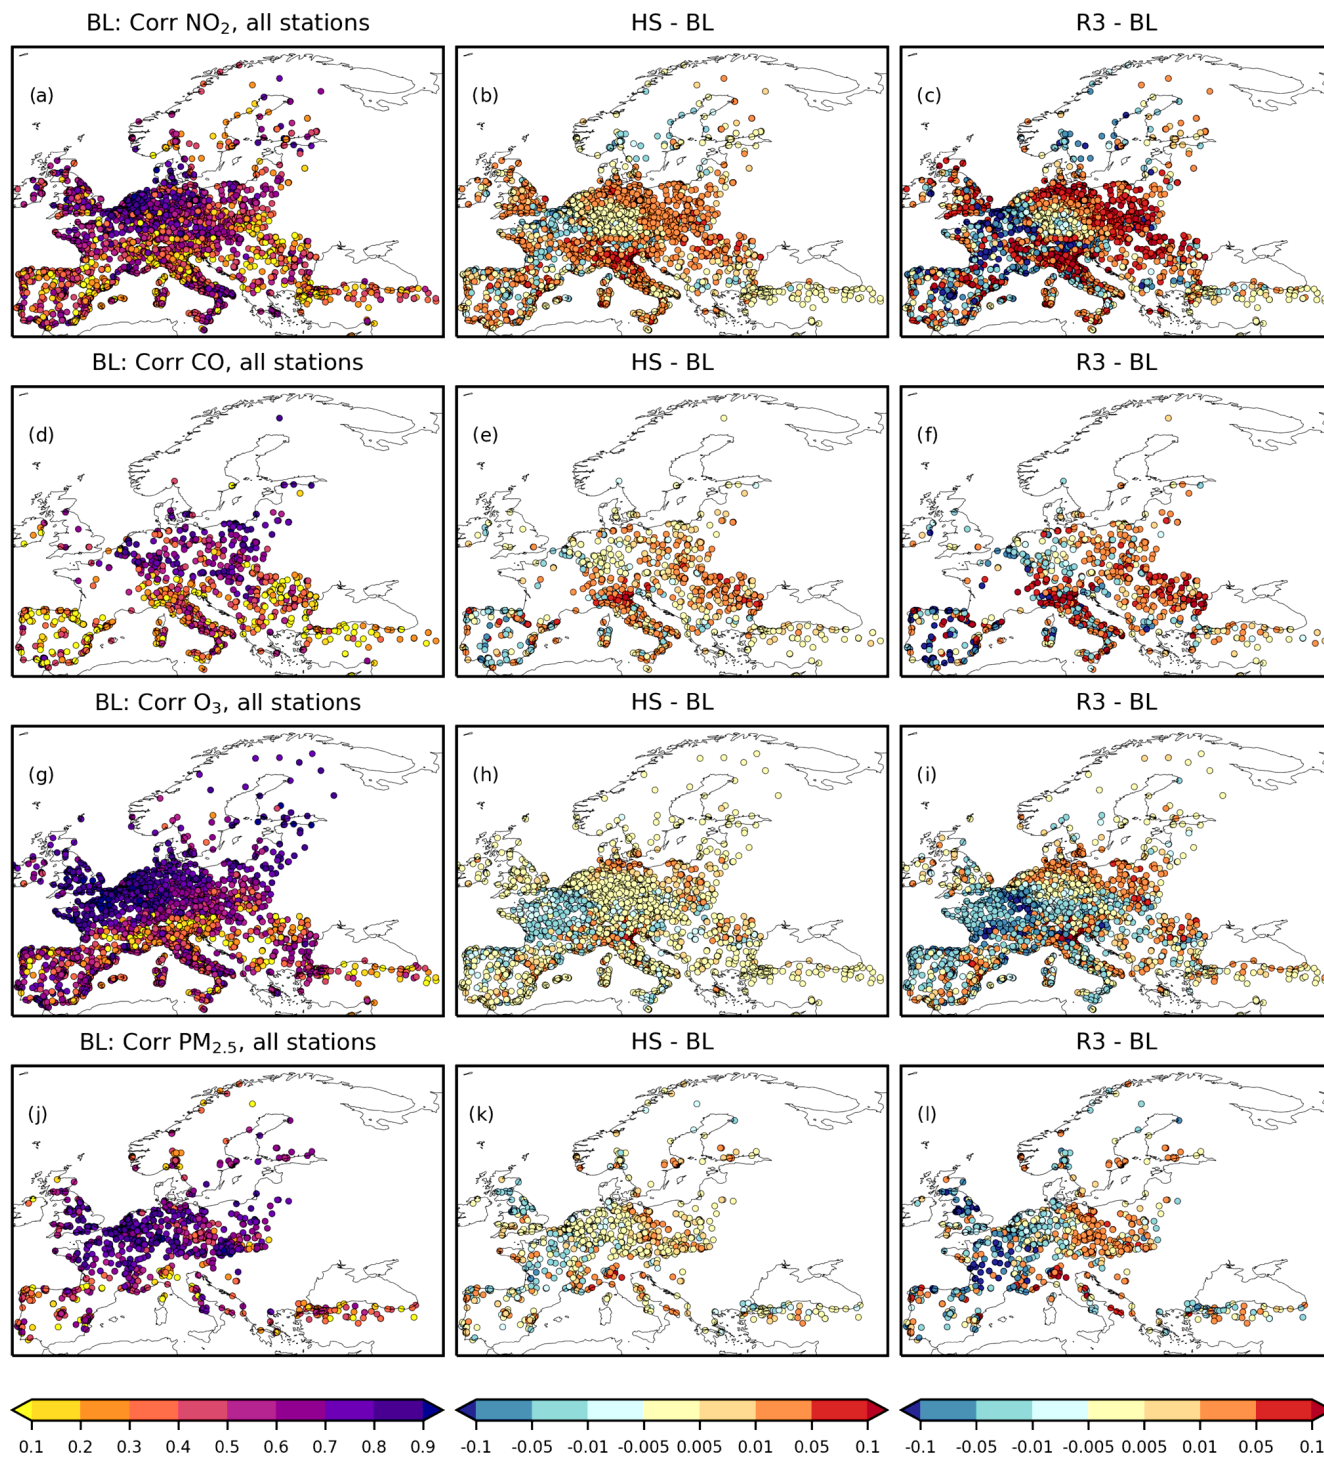 BL: Corr NO₂, all stations HS - BL R3 - BL
(a) (b) (c)
BL: Corr CO, all stations HS - BL R3 - BL
(d) (e) (f)
BL: Corr O₃, all stations HS - BL R3 - BL
(g) (h) (i)
BL: Corr PM₂.₅, all stations HS - BL R3 - BL
(j) (k) (l)
0.1 0.2 0.3 0.4 0.5 0.6 0.7 0.8 0.9 -0.1 -0.05 -0.01 -0.005 0.005 0.01 0.05 0.1 -0.1 -0.05 -0.01 -0.005 0.005 0.01 0.05 0.1